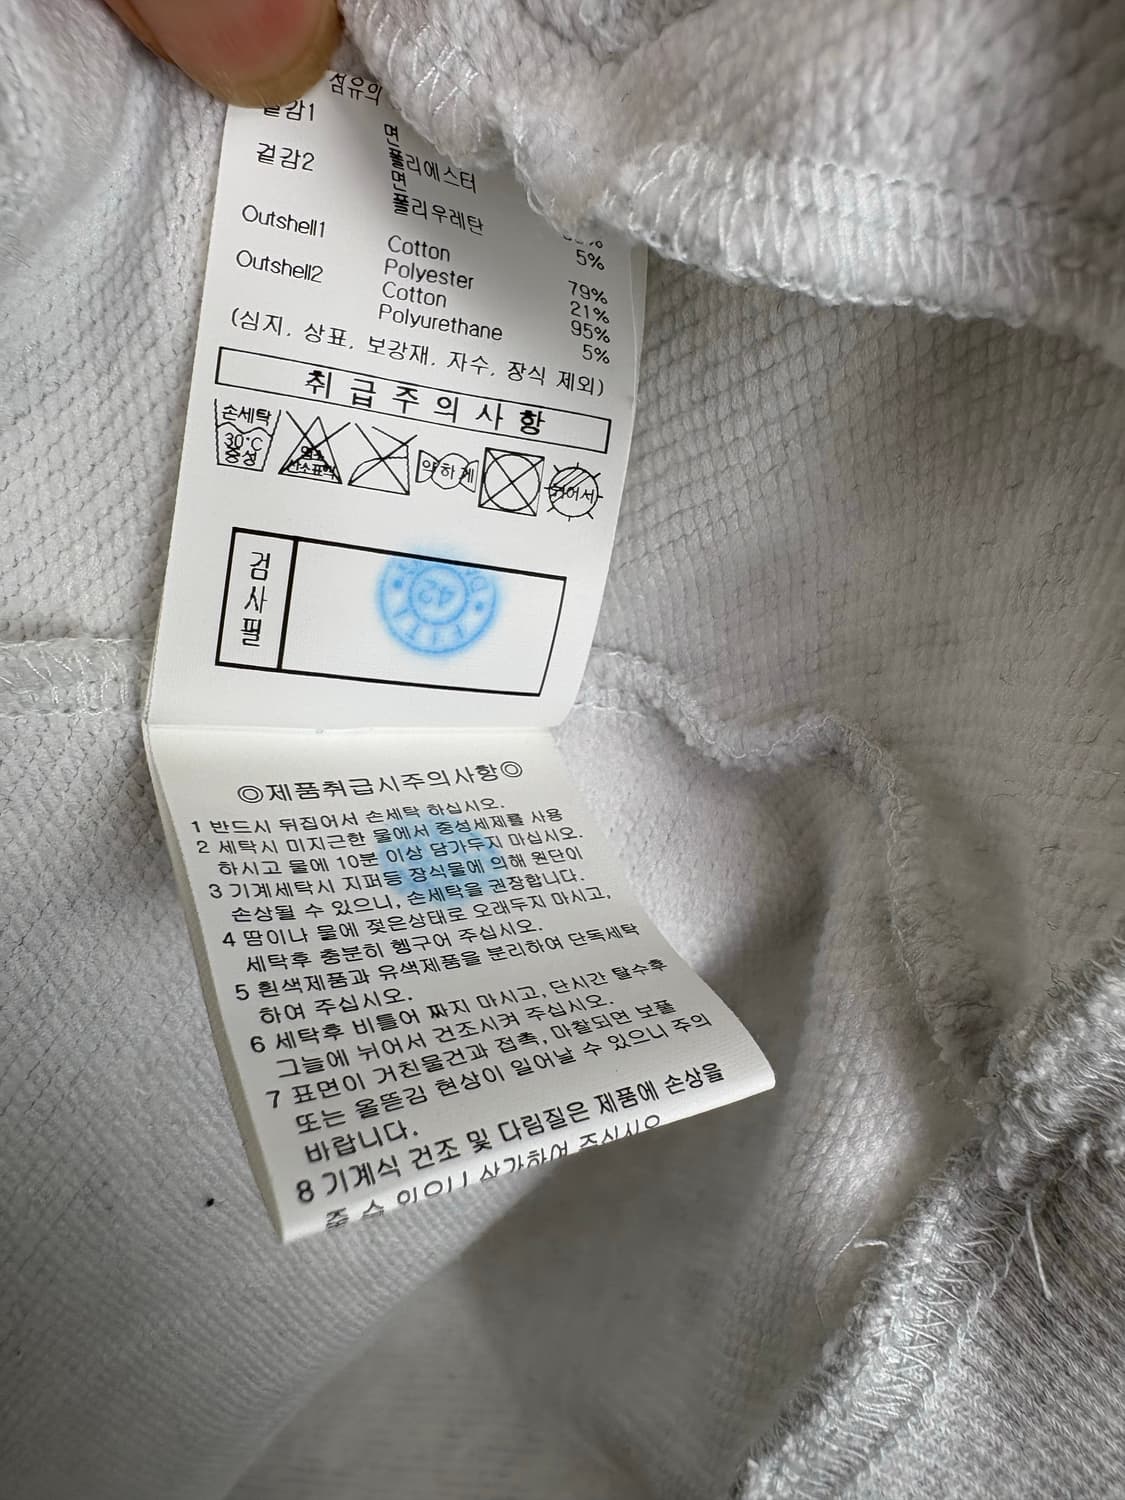 섬유의
겉감1
면
겉감2
폴리에스터
면
폴리우레탄
5%
Outshell1
Cotton
79%
Polyester
21%
Outshell2
Cotton
95%
Polyurethane
5%
(심지, 상표, 보강재, 자수, 장식 제외)
취급주의사항
손세탁
30°C
중성
염소
산소표백
약하게
뉘어서
검사필
42
◎제품취급시주의사항◎
1 반드시 뒤집어서 손세탁 하십시오.
2 세탁시 미지근한 물에서 중성세제를 사용
하시고 물에 10분 이상 담가두지 마십시오.
3 기계세탁시 지퍼등 장식물에 의해 원단이
손상될 수 있으니, 손세탁을 권장합니다.
4 땀이나 물에 젖은상태로 오래두지 마시고,
세탁후 충분히 헹구어 주십시오.
5 흰색제품과 유색제품을 분리하여 단독세탁
하여 주십시오.
6 세탁후 비틀어 짜지 마시고, 단시간 탈수후
그늘에 뉘어서 건조시켜 주십시오.
7 표면이 거친물건과 접촉, 마찰되면 보풀
또는 올뜯김 현상이 일어날 수 있으니 주의
바랍니다.
8 기계식 건조 및 다림질은 제품에 손상을
줄 수 있으니 삼가하여 주십시오